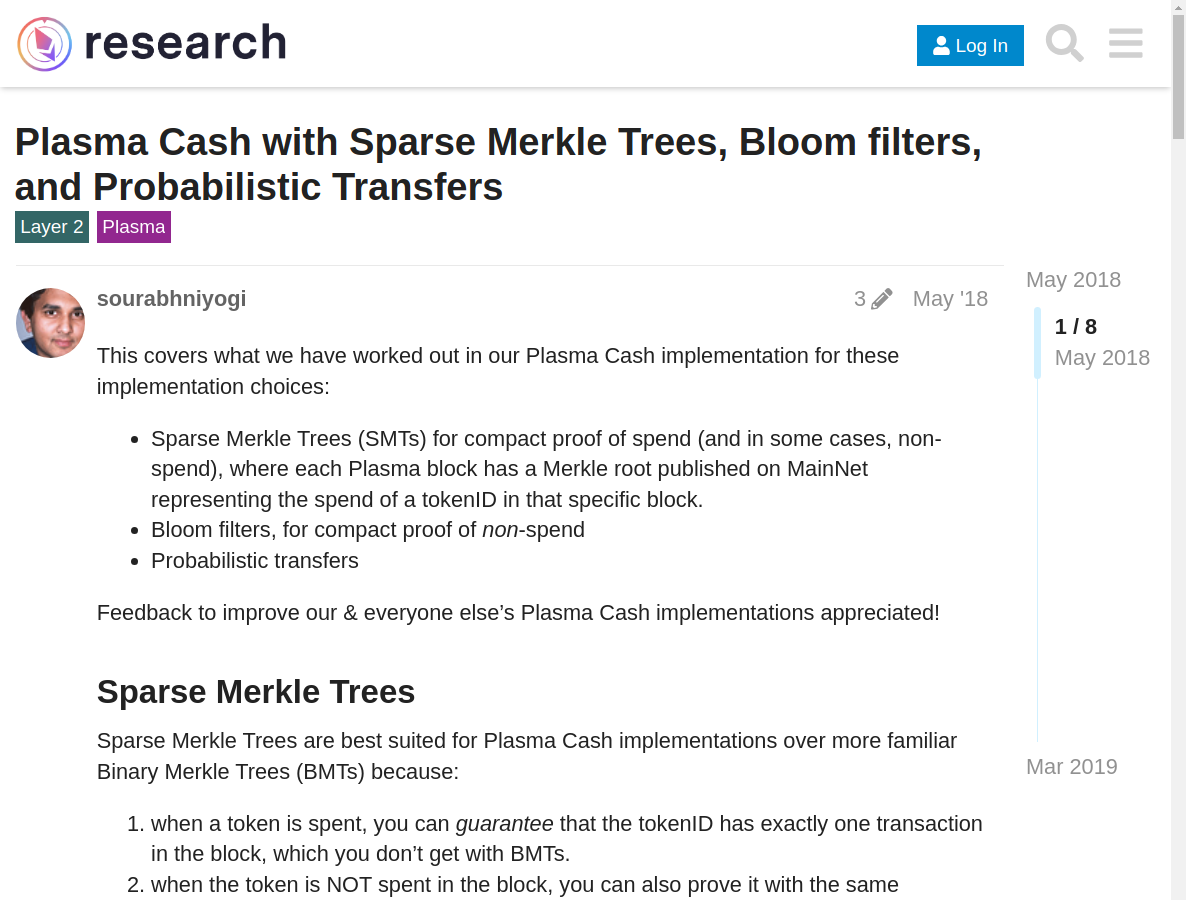 research
Log In
Plasma Cash with Sparse Merkle Trees, Bloom filters,
and Probabilistic Transfers
Layer 2 Plasma
May 2018
sourabhniyogi 3 May '18
1 / 8
May 2018
This covers what we have worked out in our Plasma Cash implementation for these
implementation choices:
• Sparse Merkle Trees (SMTs) for compact proof of spend (and in some cases, non-
spend), where each Plasma block has a Merkle root published on MainNet
representing the spend of a tokenID in that specific block.
• Bloom filters, for compact proof of non-spend
• Probabilistic transfers
Feedback to improve our & everyone else’s Plasma Cash implementations appreciated!
Sparse Merkle Trees
Sparse Merkle Trees are best suited for Plasma Cash implementations over more familiar
Binary Merkle Trees (BMTs) because:
Mar 2019
1. when a token is spent, you can guarantee that the tokenID has exactly one transaction
in the block, which you don’t get with BMTs.
2. when the token is NOT spent in the block, you can also prove it with the same